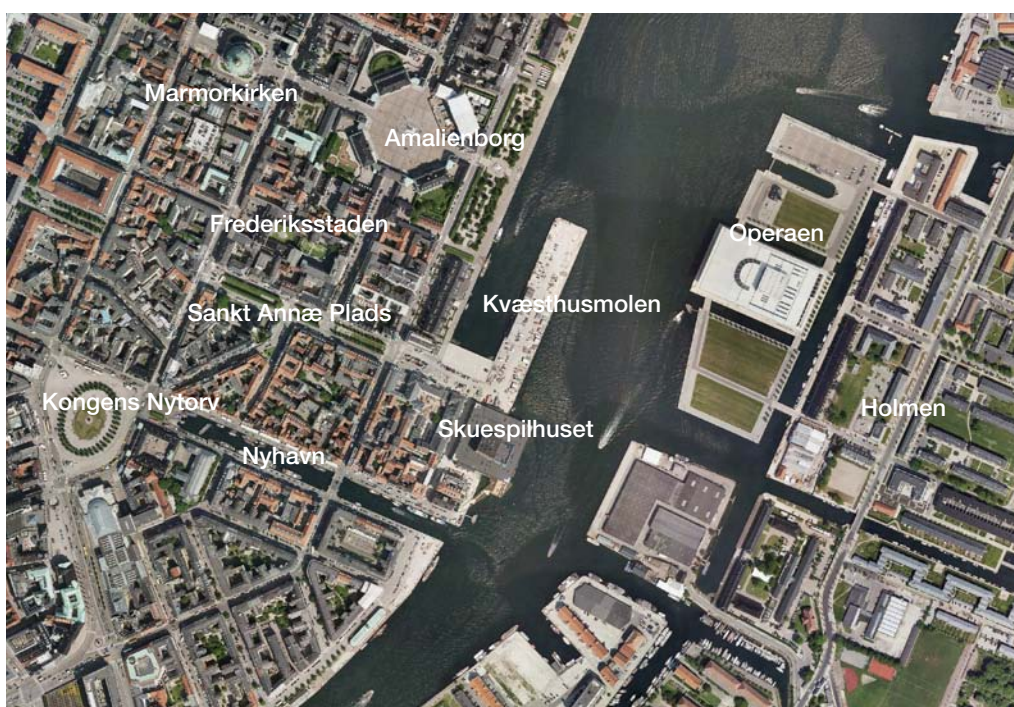 Marmorkirken
Amalienborg
Frederiksstaden
Operaen
Kvæsthusmolen
Sankt Annæ Plads
Kongens Nytorv
Holmen
Skuespilhuset
Nyhavn